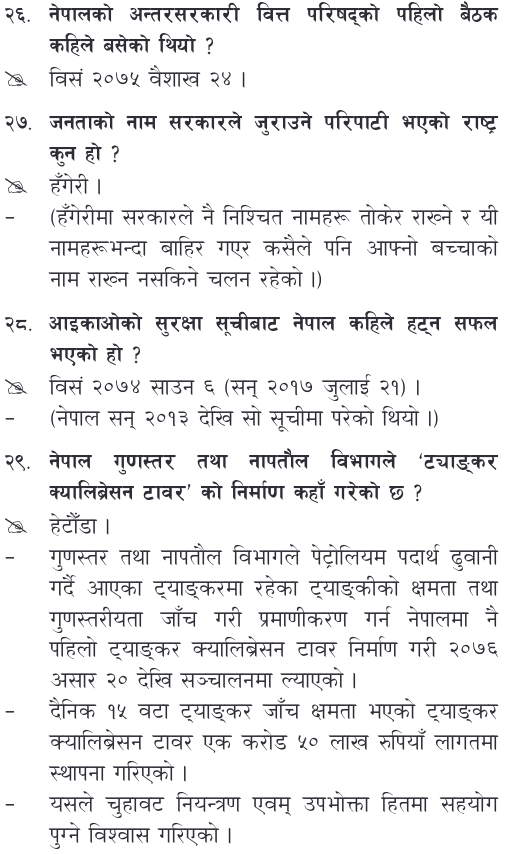 २६. नेपालको अन्तरसरकारी वित्त परिषद्को पहिलो बैठक
कहिले बसेको थियो ?
विसं २०७५ वैशाख २४ ।
२७. जनताको नाम सरकारले जुराउने परिपाटी भएको राष्ट्र
कुन हो ?
हँगेरी ।
– (हँगेरीमा सरकारले नै निश्चित नामहरू तोकेर राख्ने र यी
नामहरूभन्दा बाहिर गएर कसैले पनि आफ्नो बच्चाको
नाम राख्न नसकिने चलन रहेको ।)
२८. आइकाओको सुरक्षा सूचीबाट नेपाल कहिले हट्न सफल
भएको हो ?
विसं २०७४ साउन ६ (सन् २०१७ जुलाई २१) ।
– (नेपाल सन् २०१३ देखि सो सूचीमा परेको थियो ।)
२९. नेपाल गुणस्तर तथा नापतौल विभागले ‘ट्याङ्कर
क्यालिब्रेसन टावर’ को निर्माण कहाँ गरेको छ ?
हेटौँडा ।
– गुणस्तर तथा नापतौल विभागले पेट्रोलियम पदार्थ ढुवानी
गर्दै आएका ट्याङ्करमा रहेका ट्याङ्कीको क्षमता तथा
गुणस्तरीयता जाँच गरी प्रमाणीकरण गर्न नेपालमा नै
पहिलो ट्याङ्कर क्यालिब्रेसन टावर निर्माण गरी २०७६
असार २० देखि सञ्चालनमा ल्याएको ।
– दैनिक १५ वटा ट्याङ्कर जाँच क्षमता भएको ट्याङ्कर
क्यालिब्रेसन टावर एक करोड ५० लाख रुपियाँ लागतमा
स्थापना गरिएको ।
– यसले चुहावट नियन्त्रण एवम् उपभोक्ता हितमा सहयोग
पुग्ने विश्वास गरिएको ।